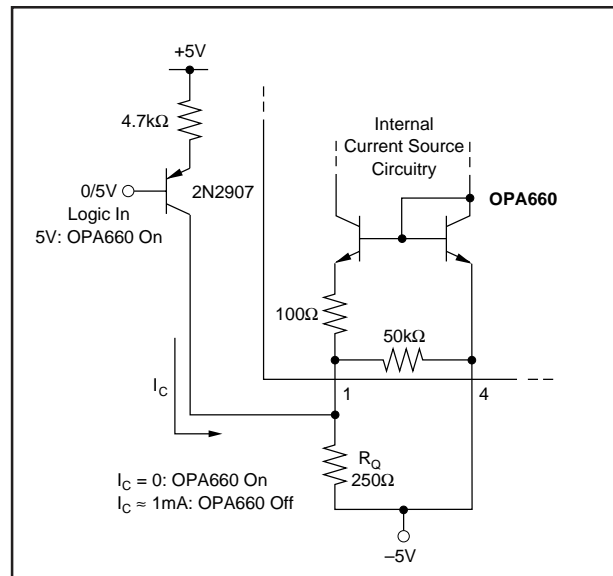 +5V
4.7kΩ
Internal
Current Source
Circuitry
0/5V
2N2907
OPA660
Logic In
5V: OPA660 On
100Ω
50kΩ
I_C
1
4
R_Q
250Ω
I_C = 0: OPA660 On
I_C ≈ 1mA: OPA660 Off
–5V